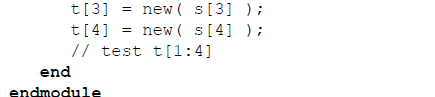 t[3] = new( s[3] );
t[4] = new( s[4] );
// test t[1:4]
end
endmodule